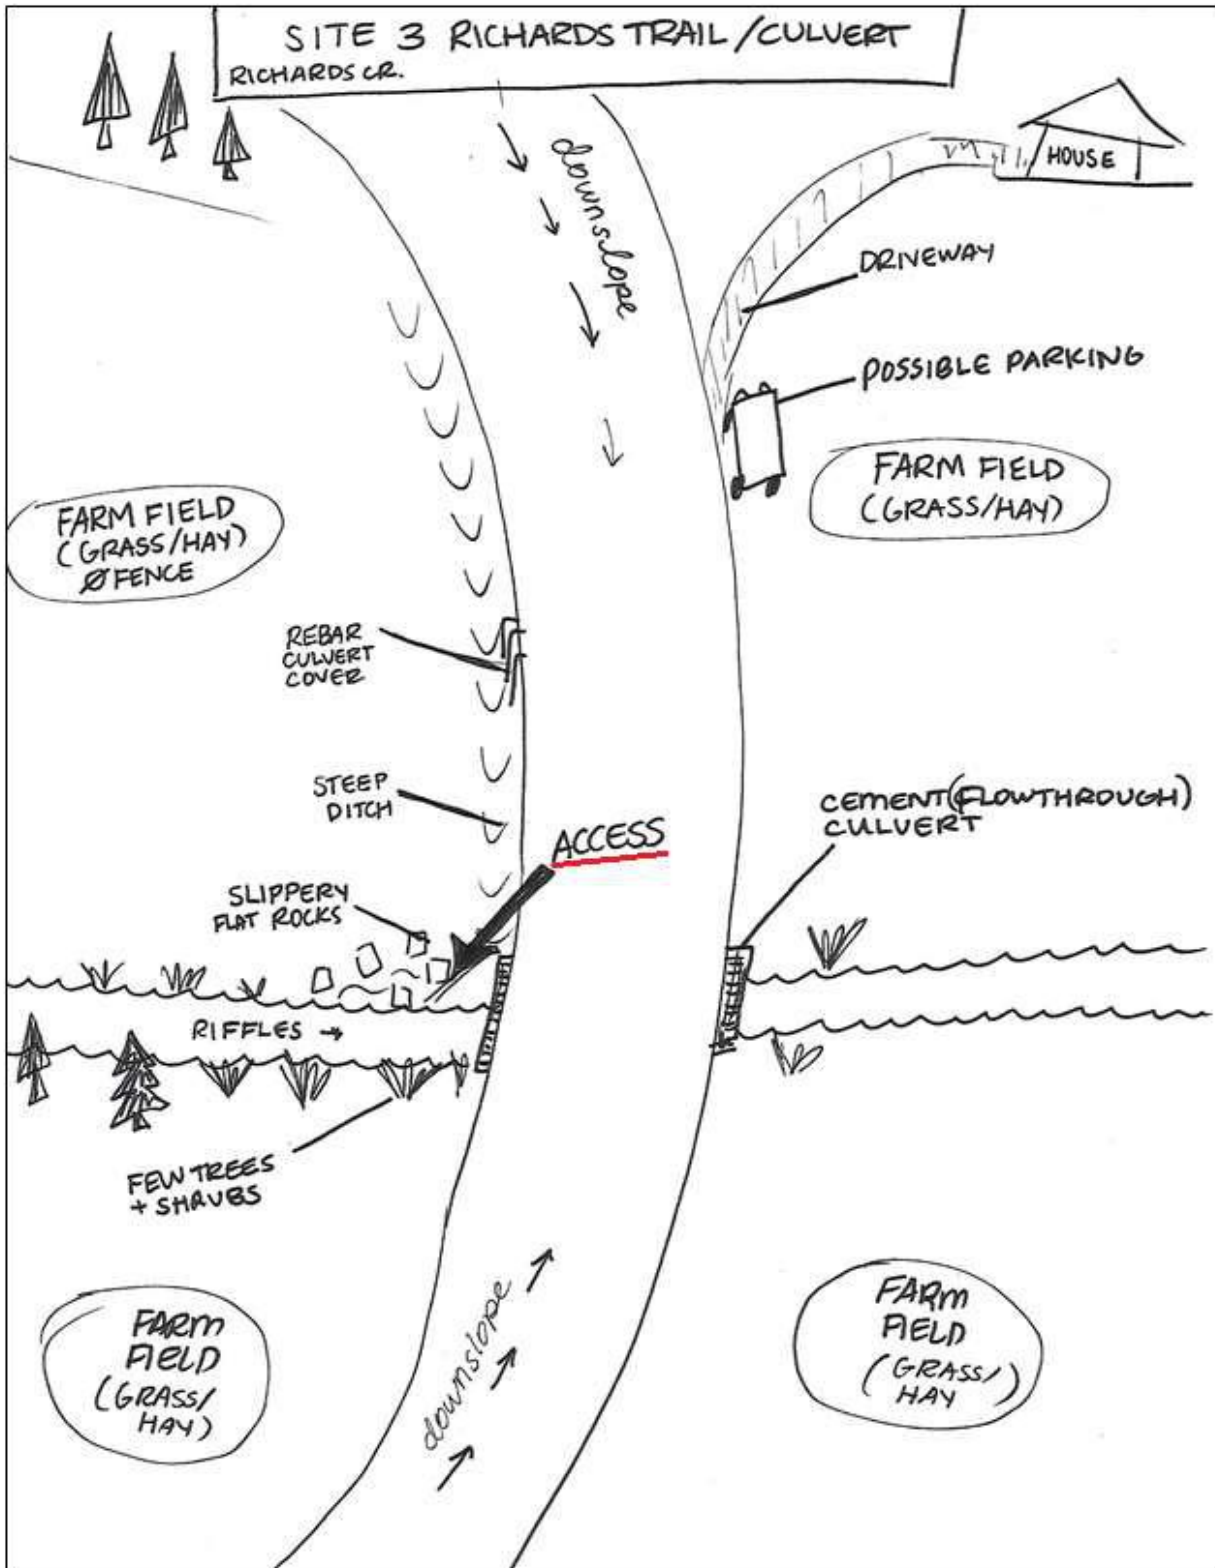 SITE 3 RICHARDS TRAIL/CULVERT
RICHARDS CR.
downslope
HOUSE
DRIVEWAY
POSSIBLE PARKING
FARM FIELD
(GRASS/HAY)
FARM FIELD
(GRASS/HAY)
Ø FENCE
REBAR
CULVERT
COVER
STEEP
DITCH
ACCESS
CEMENT (FLOWTHROUGH)
CULVERT
SLIPPERY
FLAT ROCKS
RIFFLES →
FEW TREES
+ SHRUBS
downslope
FARM
FIELD
(GRASS/
HAY)
FARM
FIELD
(GRASS/)
HAY